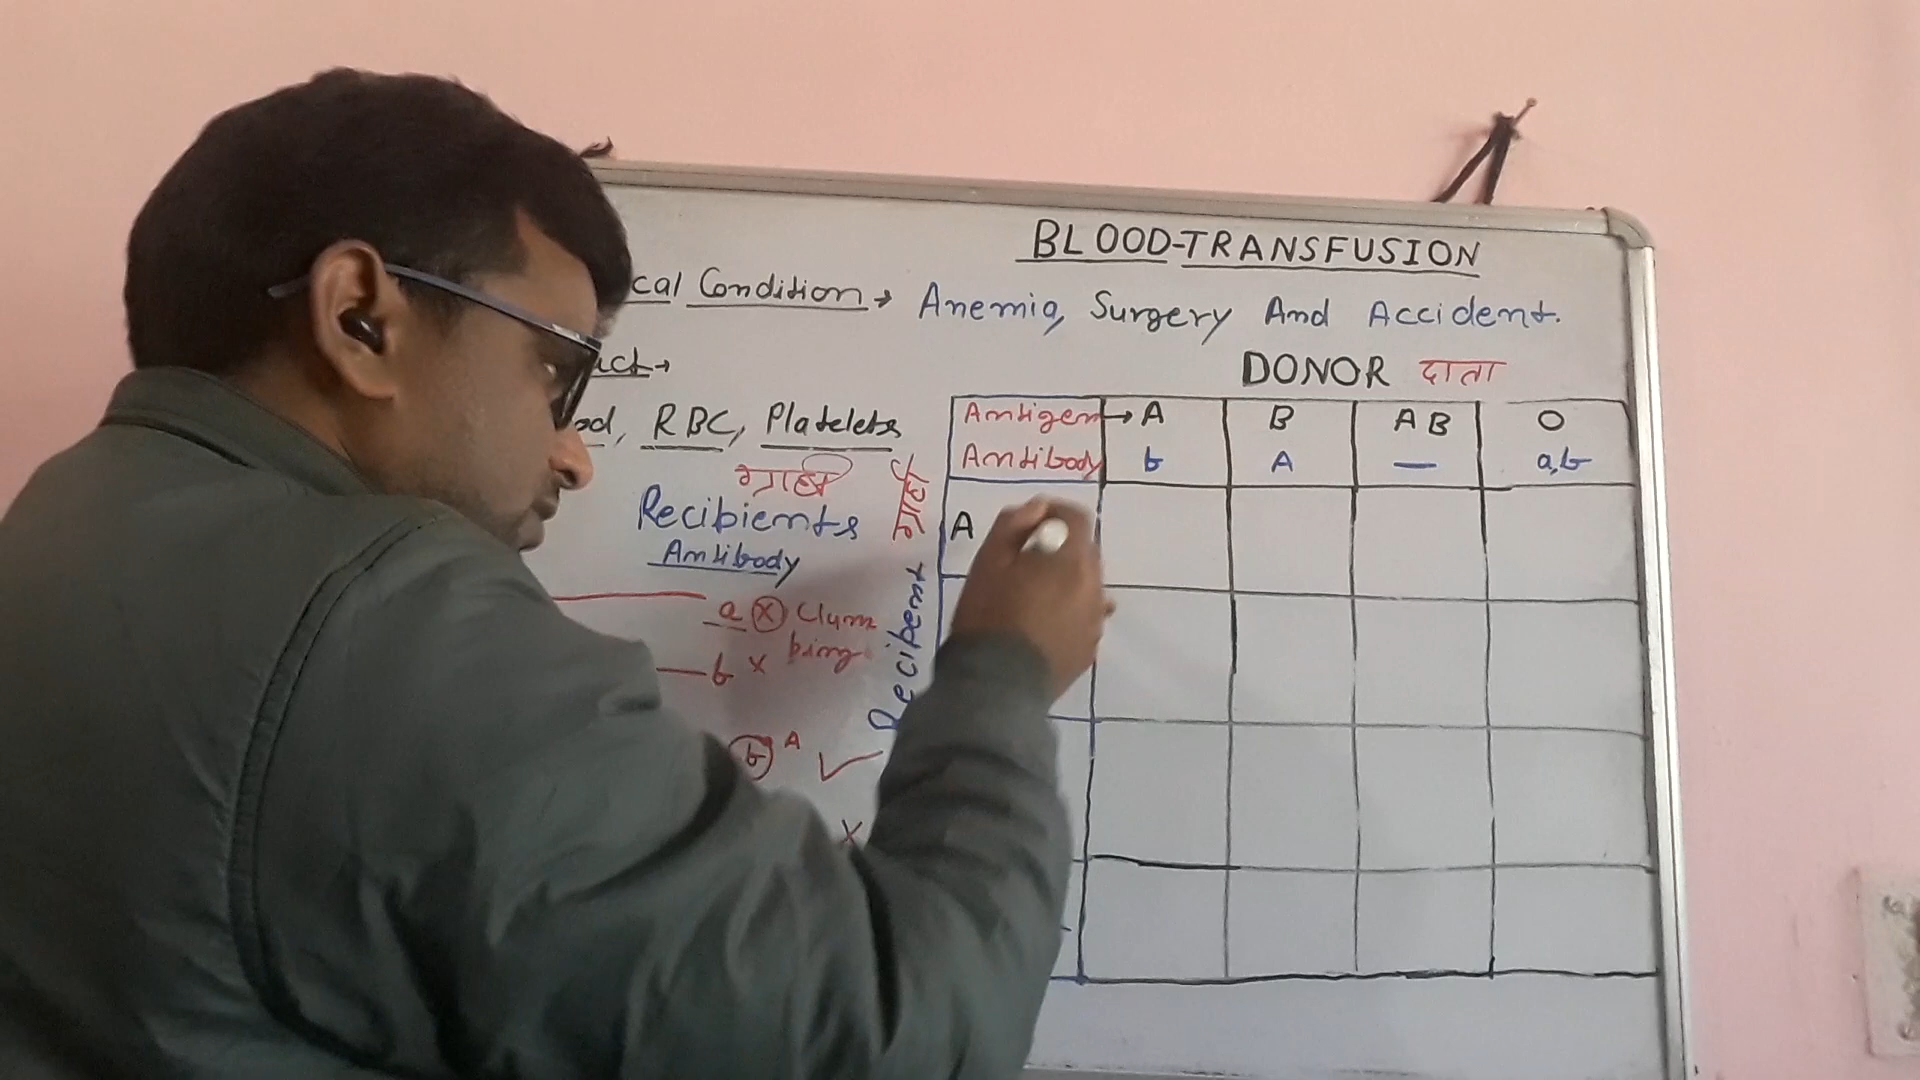 BLOOD-TRANSFUSION
cal Condition → Anemia, Surgery And Accident.
uct→
DONOR दाता
od, RBC, Platelets
Antigen → A B AB O
Antibody b A — a,b
ग्राही
Recibients
Antibody
ग्राही
Recibent
A
a ⓧ Clum
bing
b x
b A ✓
x